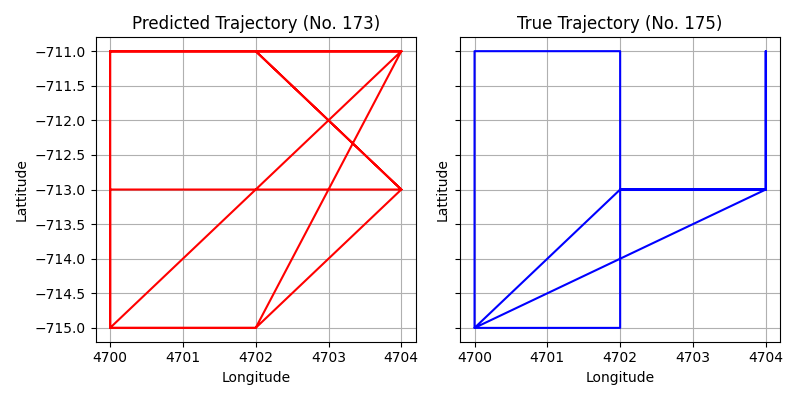 Predicted Trajectory (No. 173)
True Trajectory (No. 175)
−711.0
−711.5
−712.0
−712.5
−713.0
−713.5
−714.0
−714.5
−715.0
Lattitude
Lattitude
4700 4701 4702 4703 4704
4700 4701 4702 4703 4704
Longitude
Longitude